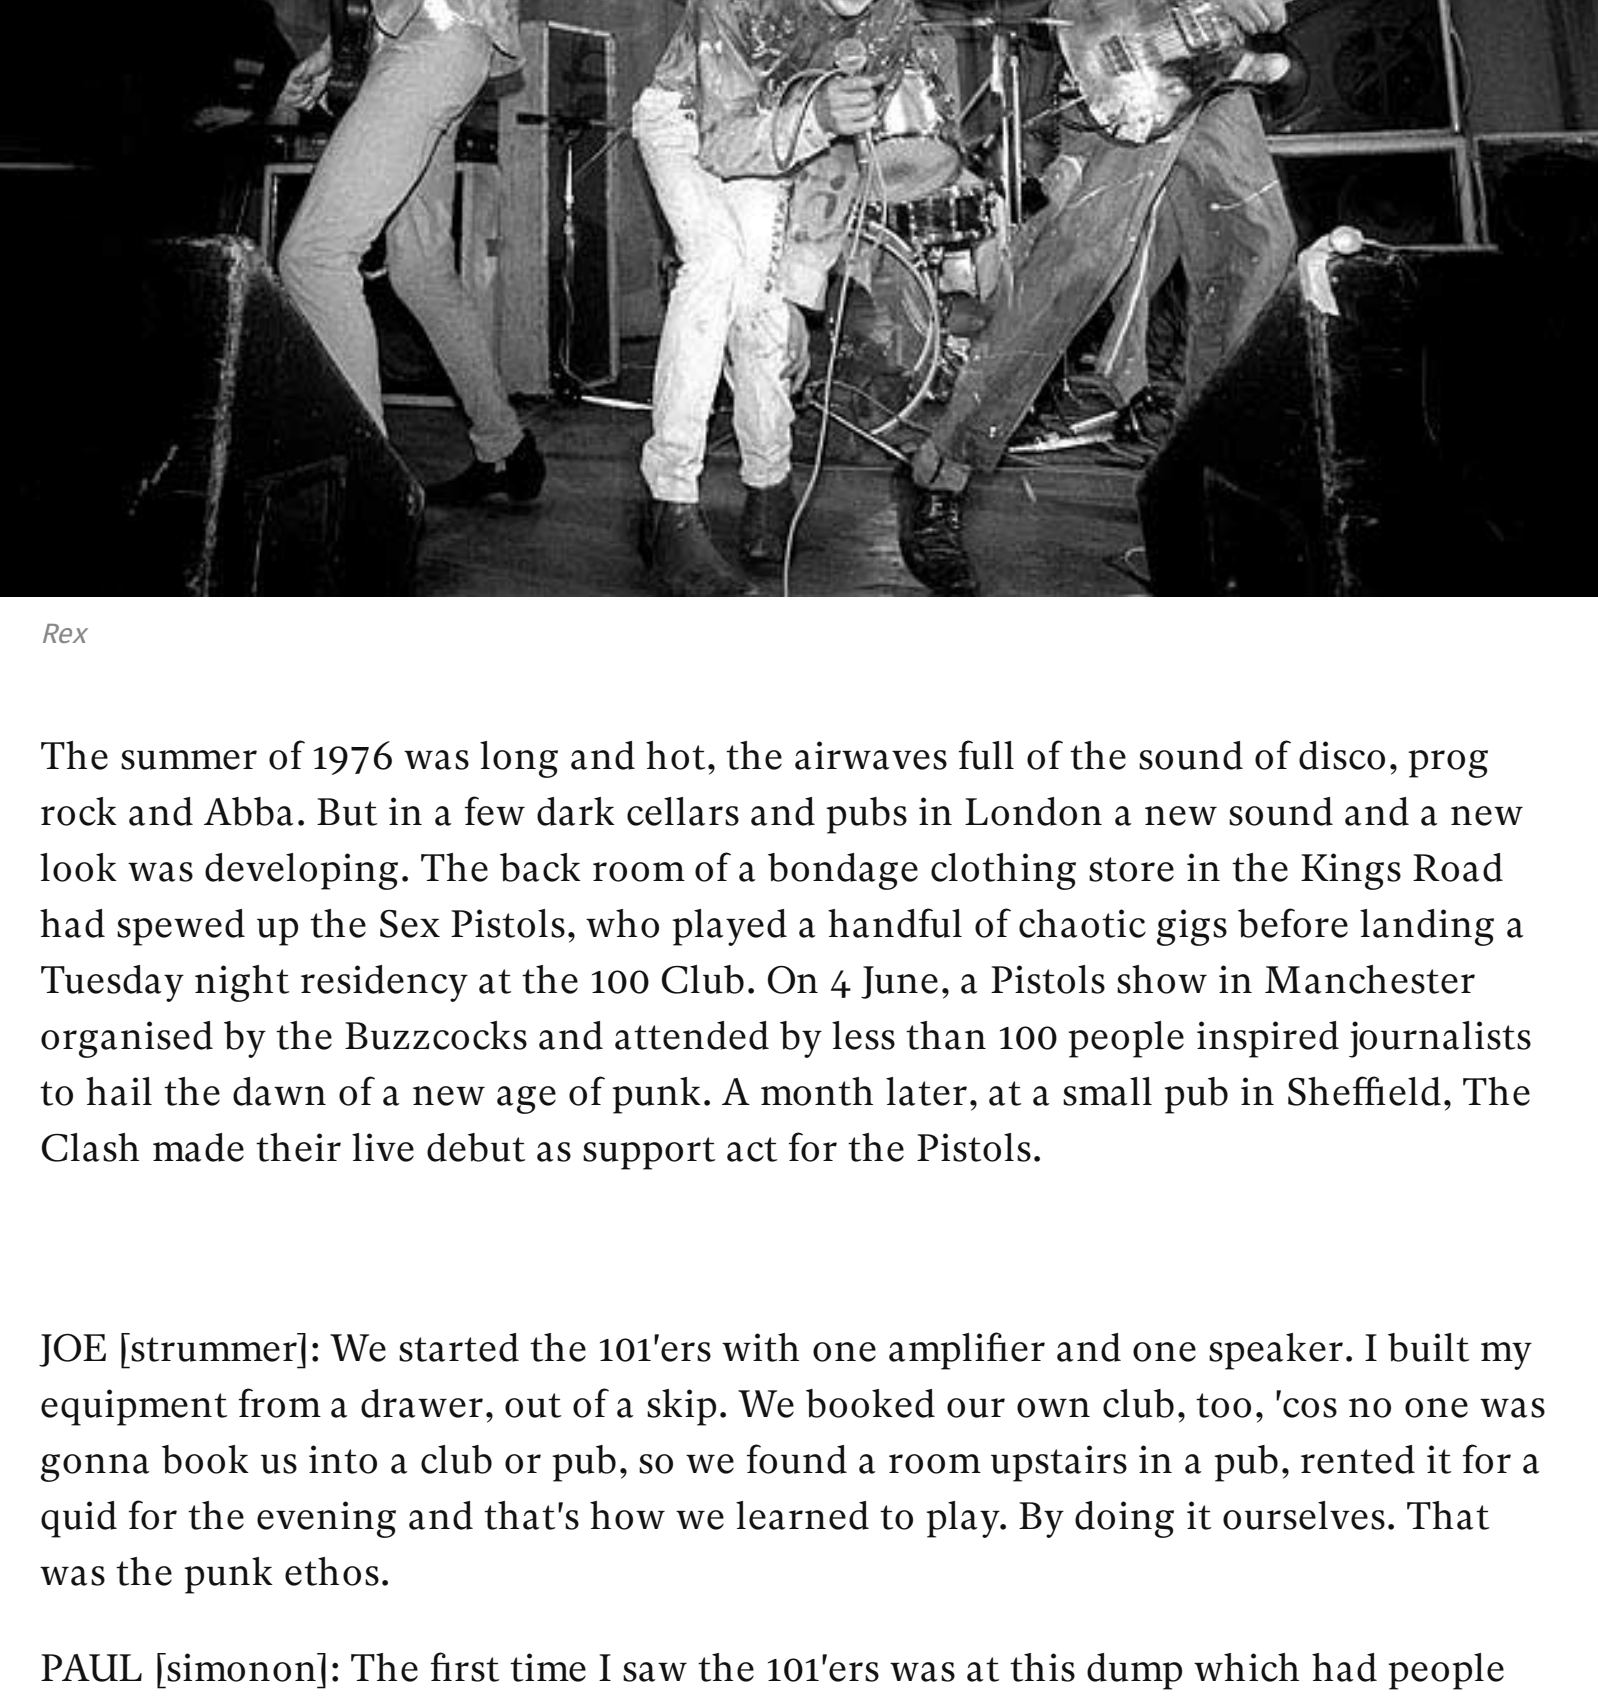 Rex
The summer of 1976 was long and hot, the airwaves full of the sound of disco, prog
rock and Abba. But in a few dark cellars and pubs in London a new sound and a new
look was developing. The back room of a bondage clothing store in the Kings Road
had spewed up the Sex Pistols, who played a handful of chaotic gigs before landing a
Tuesday night residency at the 100 Club. On 4 June, a Pistols show in Manchester
organised by the Buzzcocks and attended by less than 100 people inspired journalists
to hail the dawn of a new age of punk. A month later, at a small pub in Sheffield, The
Clash made their live debut as support act for the Pistols.
JOE [strummer]: We started the 101'ers with one amplifier and one speaker. I built my
equipment from a drawer, out of a skip. We booked our own club, too, 'cos no one was
gonna book us into a club or pub, so we found a room upstairs in a pub, rented it for a
quid for the evening and that's how we learned to play. By doing it ourselves. That
was the punk ethos.
PAUL [simonon]: The first time I saw the 101'ers was at this dump which had people